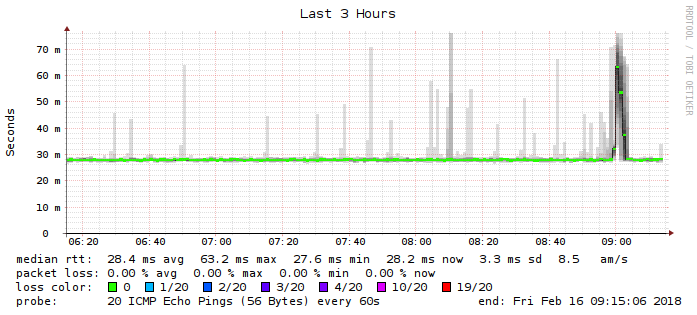 Last 3 Hours
RRDTOOL / TOBI OETIKER
Seconds
70 m
60 m
50 m
40 m
30 m
20 m
10 m
0
06:20 06:40 07:00 07:20 07:40 08:00 08:20 08:40 09:00
median rtt: 28.4 ms avg 63.2 ms max 27.6 ms min 28.2 ms now 3.3 ms sd 8.5 am/s
packet loss: 0.00 % avg 0.00 % max 0.00 % min 0.00 % now
loss color: 0 1/20 2/20 3/20 4/20 10/20 19/20
probe: 20 ICMP Echo Pings (56 Bytes) every 60s end: Fri Feb 16 09:15:06 2018